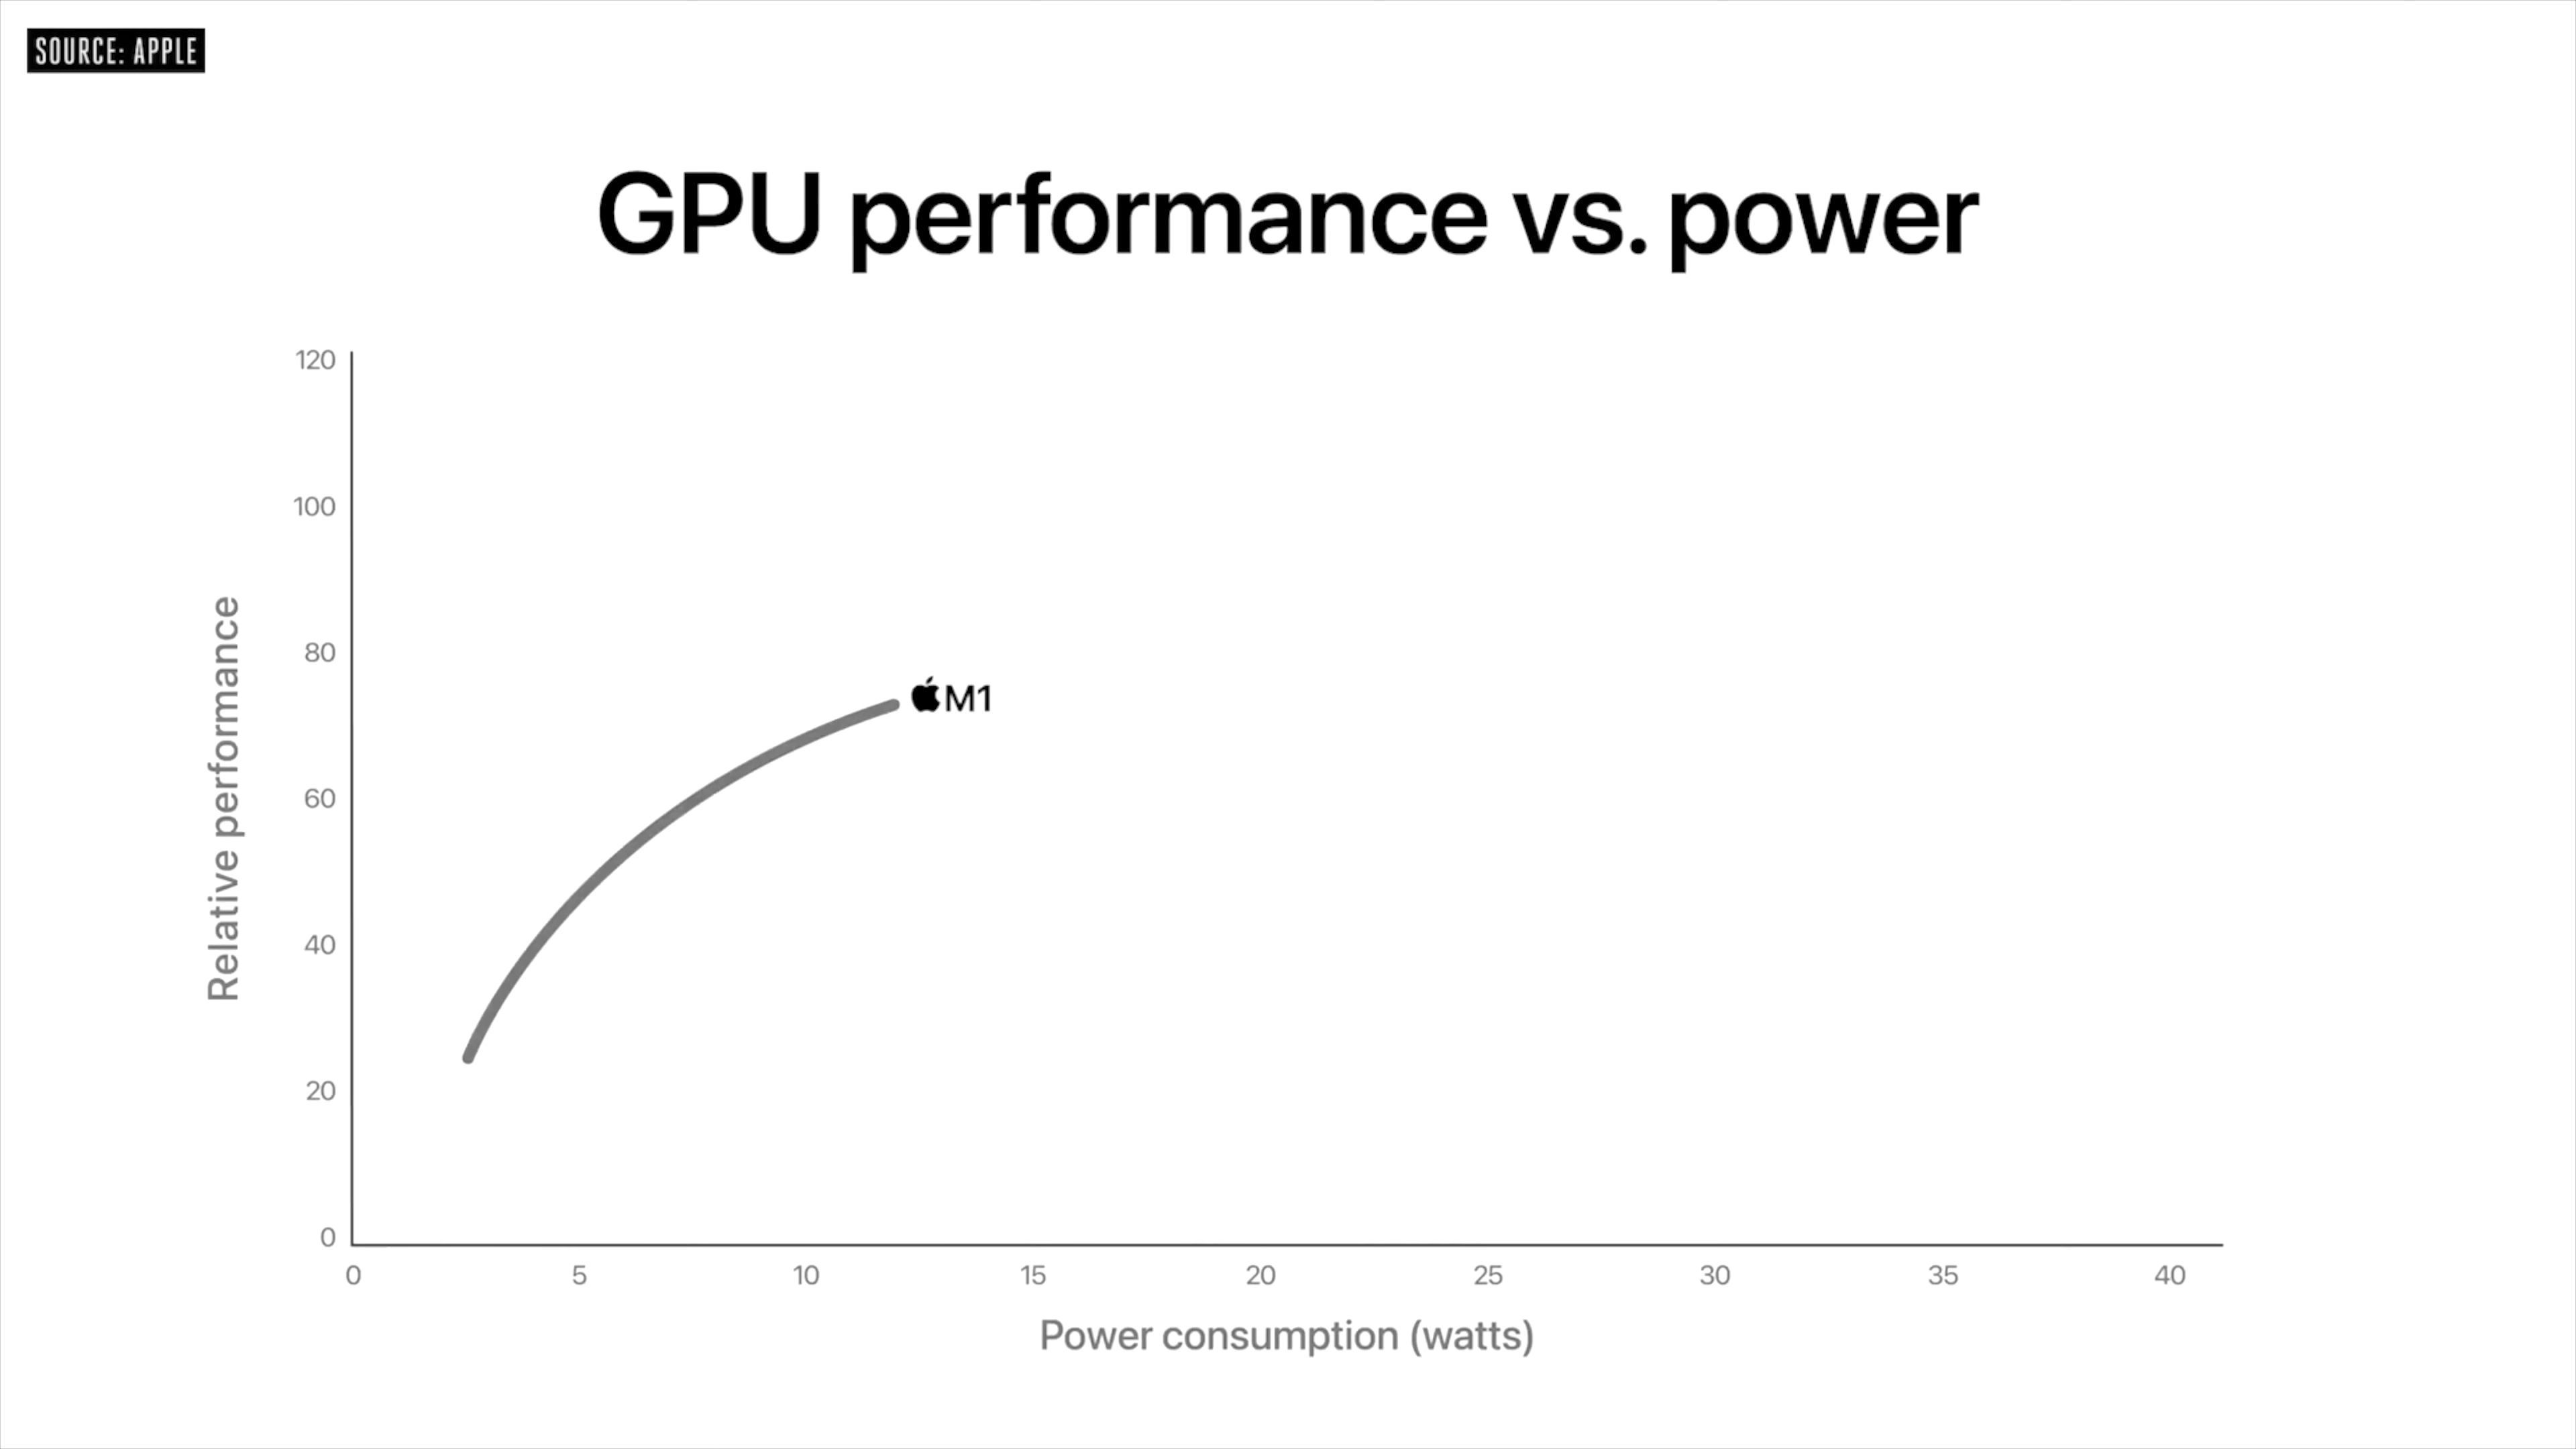 SOURCE: APPLE
GPU performance vs. power
120
100
80
60
40
20
0
Relative performance
M1
0 5 10 15 20 25 30 35 40
Power consumption (watts)